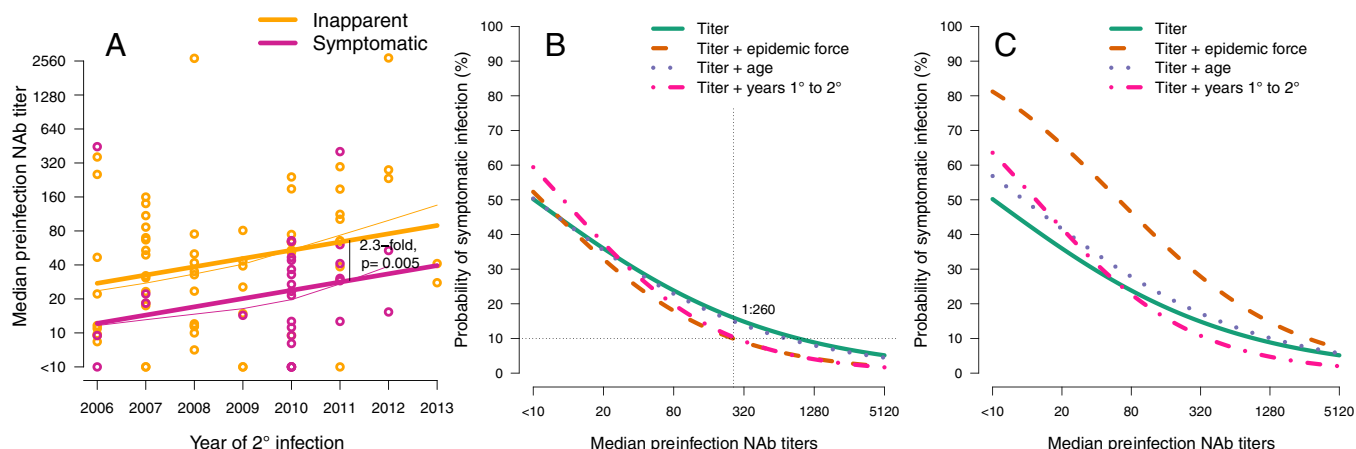 A
Inapparent
Symptomatic
Median preinfection NAb titer
2560
1280
640
320
160
80
40
20
10
<10
2.3–fold,
p= 0.005
2006
2007
2008
2009
2010
2011
2012
2013
Year of 2° infection
B
Titer
Titer + epidemic force
Titer + age
Titer + years 1° to 2°
Probability of symptomatic infection (%)
100
90
80
70
60
50
40
30
20
10
0
1:260
<10
20
80
320
1280
5120
Median preinfection NAb titers
C
Titer
Titer + epidemic force
Titer + age
Titer + years 1° to 2°
Probability of symptomatic infection (%)
100
90
80
70
60
50
40
30
20
10
0
<10
20
80
320
1280
5120
Median preinfection NAb titers